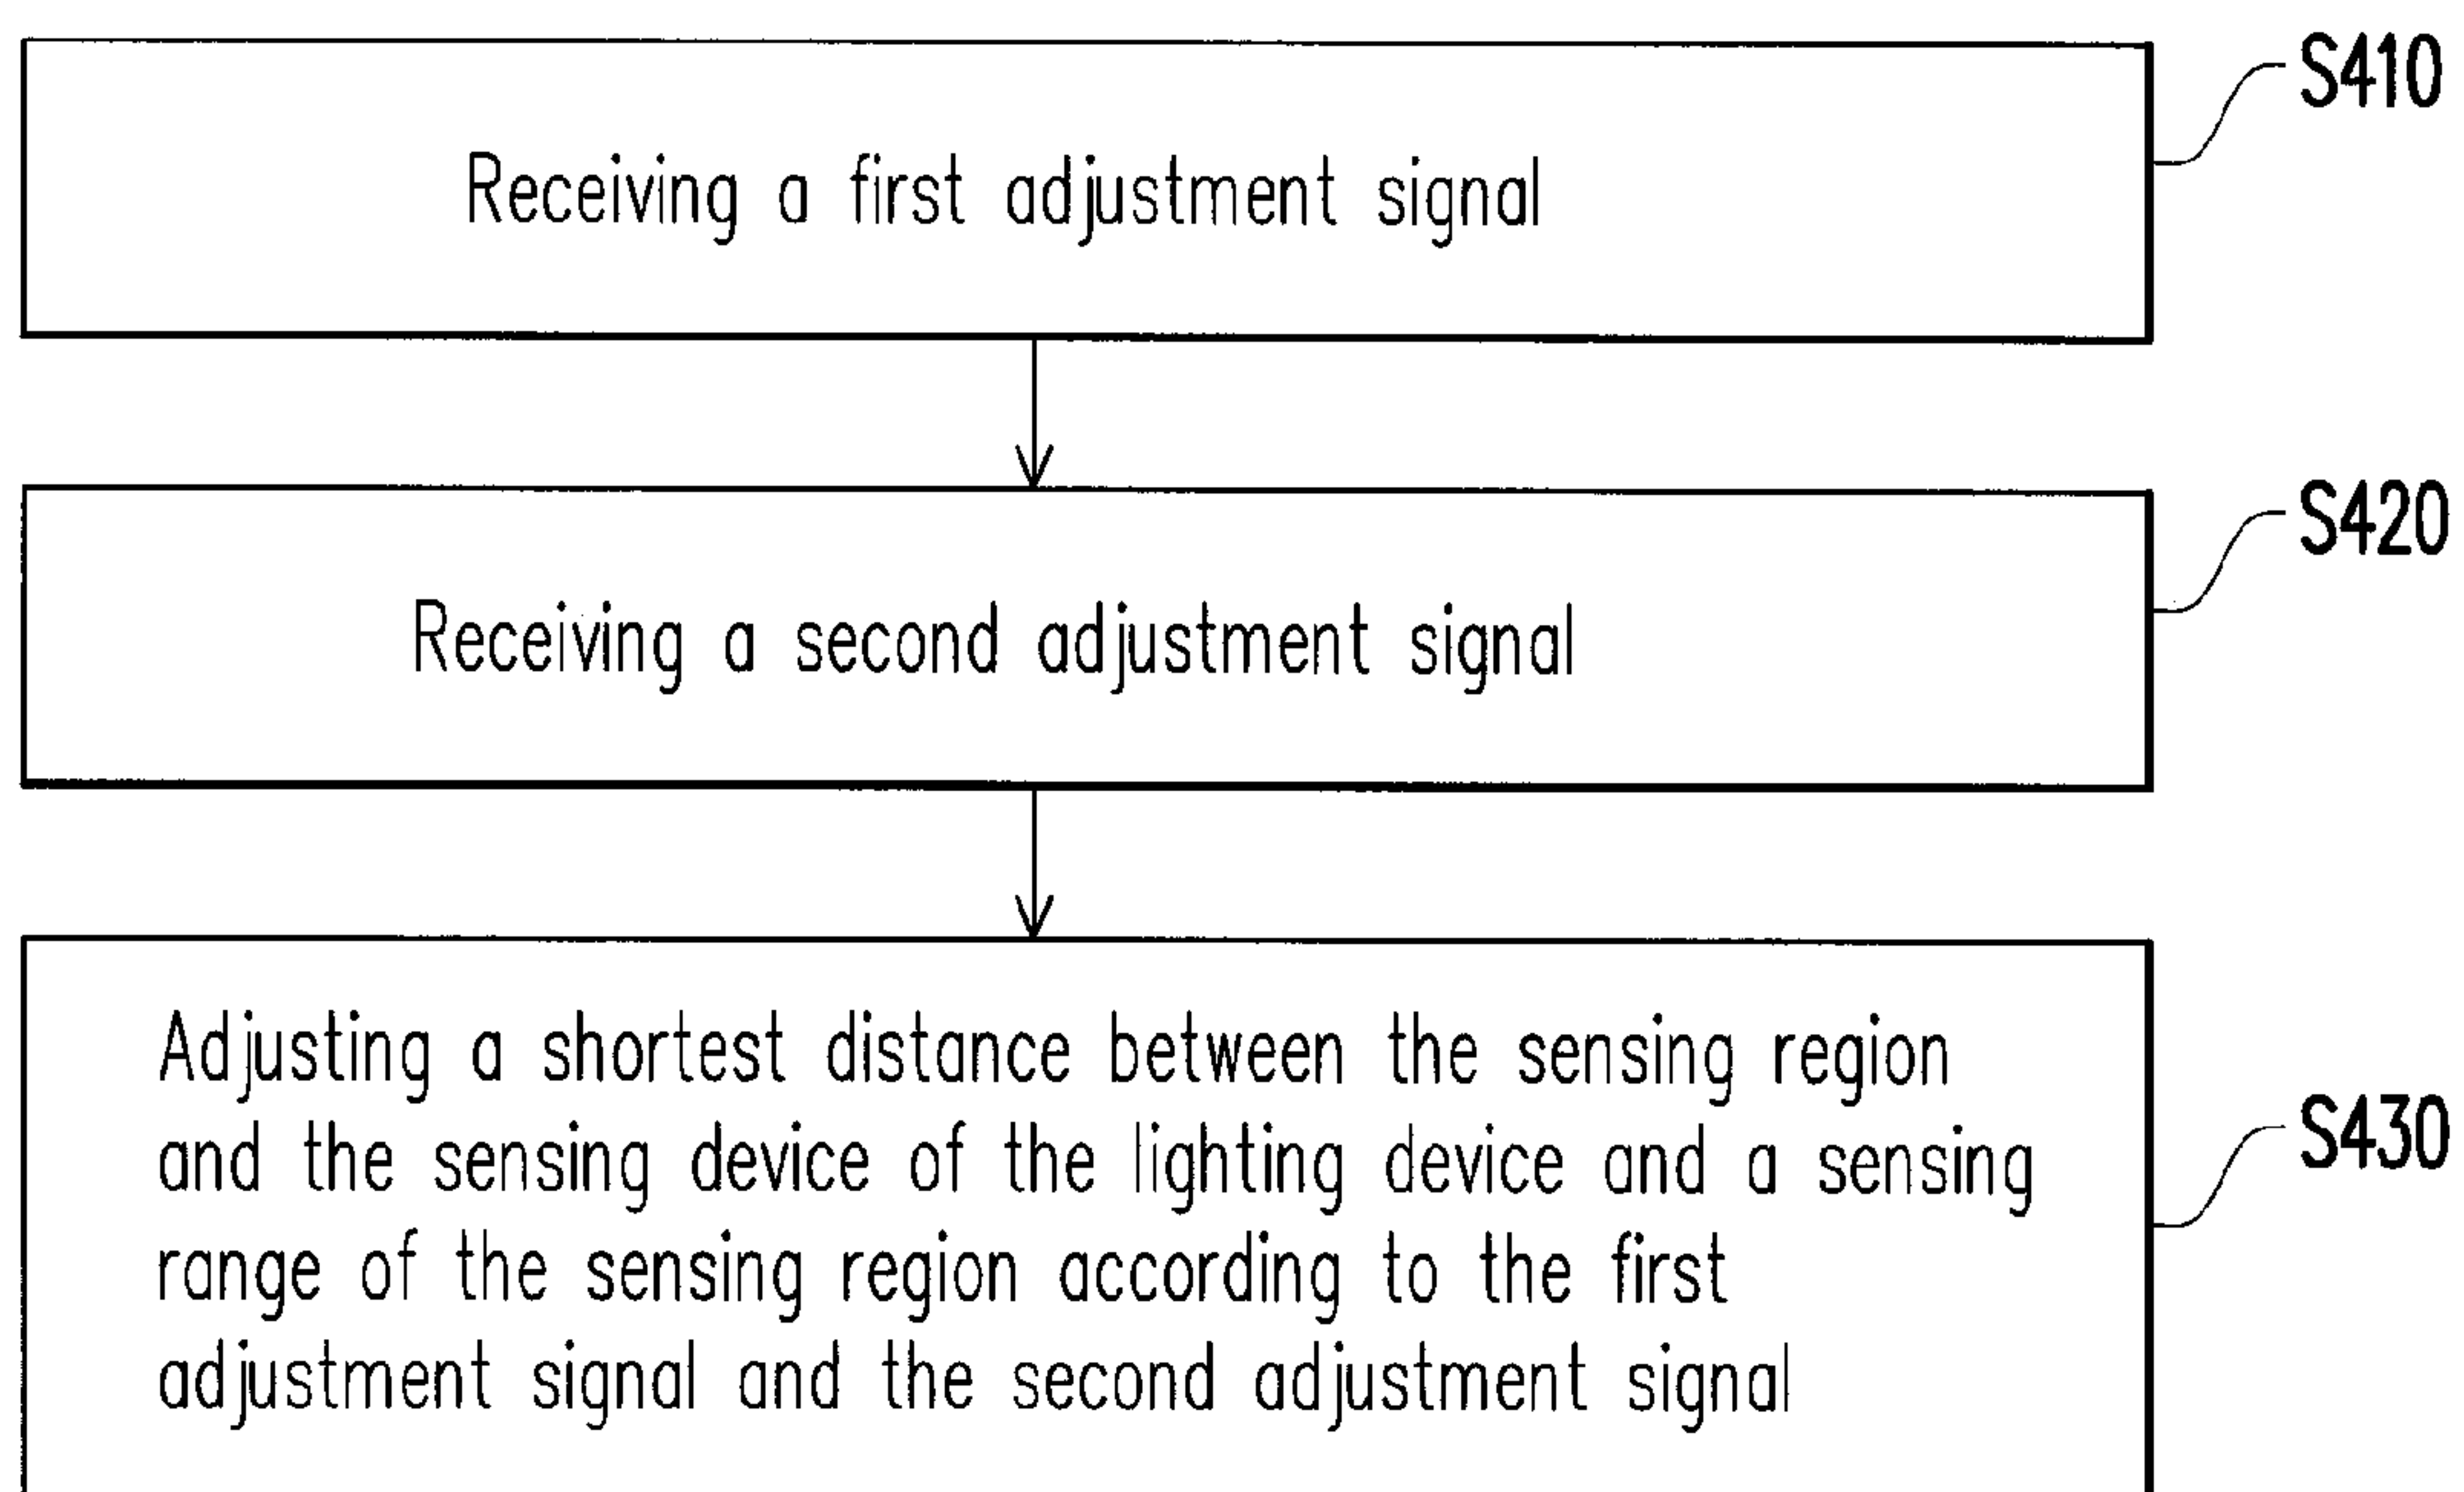 S410
Receiving a first adjustment signal
S420
Receiving a second adjustment signal
Adjusting a shortest distance between the sensing region
and the sensing device of the lighting device and a sensing
range of the sensing region according to the first
adjustment signal and the second adjustment signal
S430